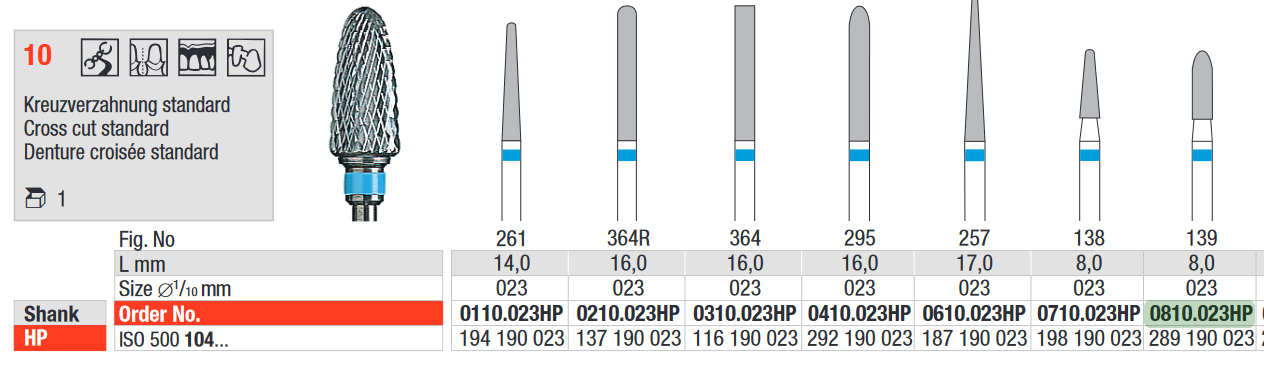 10
Kreuzverzahnung standard
Cross cut standard
Denture croisée standard
1
Fig. No 261 364R 364 295 257 138 139
L mm 14,0 16,0 16,0 16,0 17,0 8,0 8,0
Size ∅1/10 mm 023 023 023 023 023 023 023
Shank Order No. 0110.023HP 0210.023HP 0310.023HP 0410.023HP 0610.023HP 0710.023HP 0810.023HP
HP ISO 500 104... 194 190 023 137 190 023 116 190 023 292 190 023 187 190 023 198 190 023 289 190 023